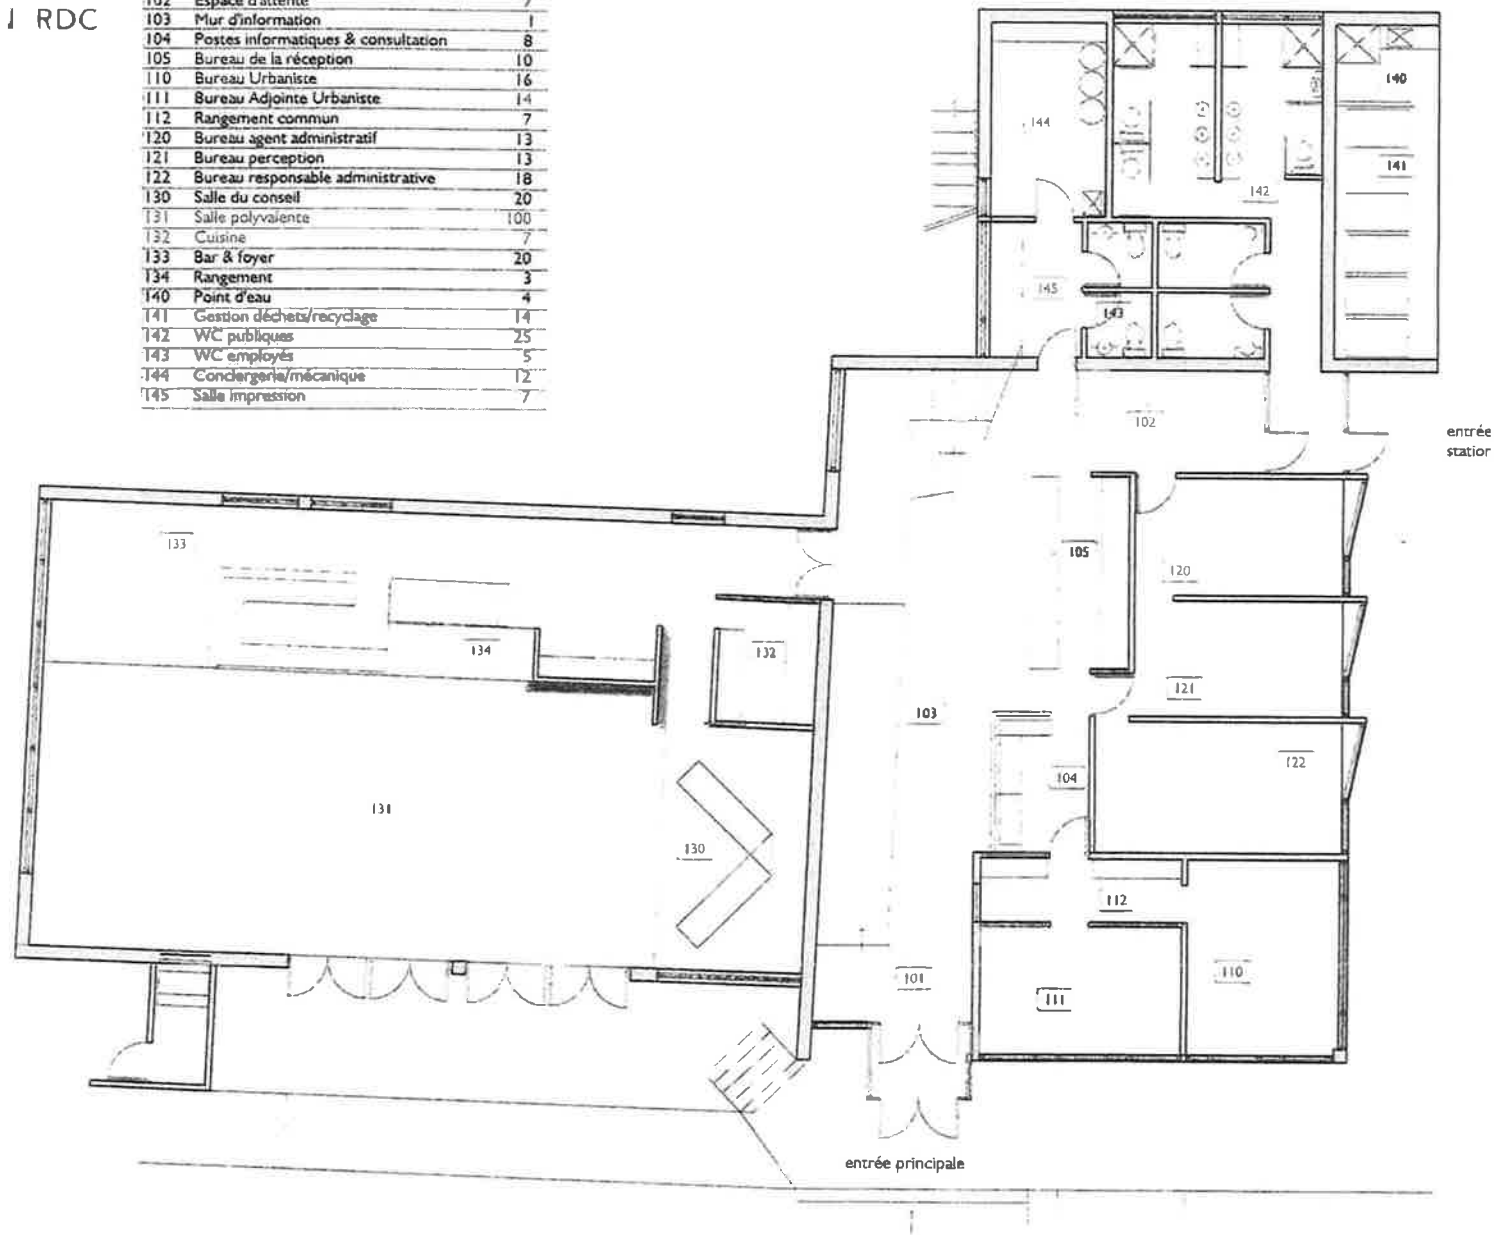 RDC
102 Espace d'attente 7
103 Mur d'information 1
104 Postes informatiques & consultation 8
105 Bureau de la réception 10
110 Bureau Urbaniste 16
111 Bureau Adjointe Urbaniste 14
112 Rangement commun 7
120 Bureau agent administratif 13
121 Bureau perception 13
122 Bureau responsable administrative 18
130 Salle du conseil 20
131 Salle polyvalente 100
132 Cuisine 7
133 Bar & foyer 20
134 Rangement 3
140 Point d'eau 4
141 Gestion déchets/recyclage 14
142 WC publiques 25
143 WC employés 5
144 Conciergerie/mécanique 12
145 Salle impression 7
140
144
141
142
145
143
102
entrée
station
133
105
120
134
132
121
103
122
104
131
130
112
101
110
111
entrée principale